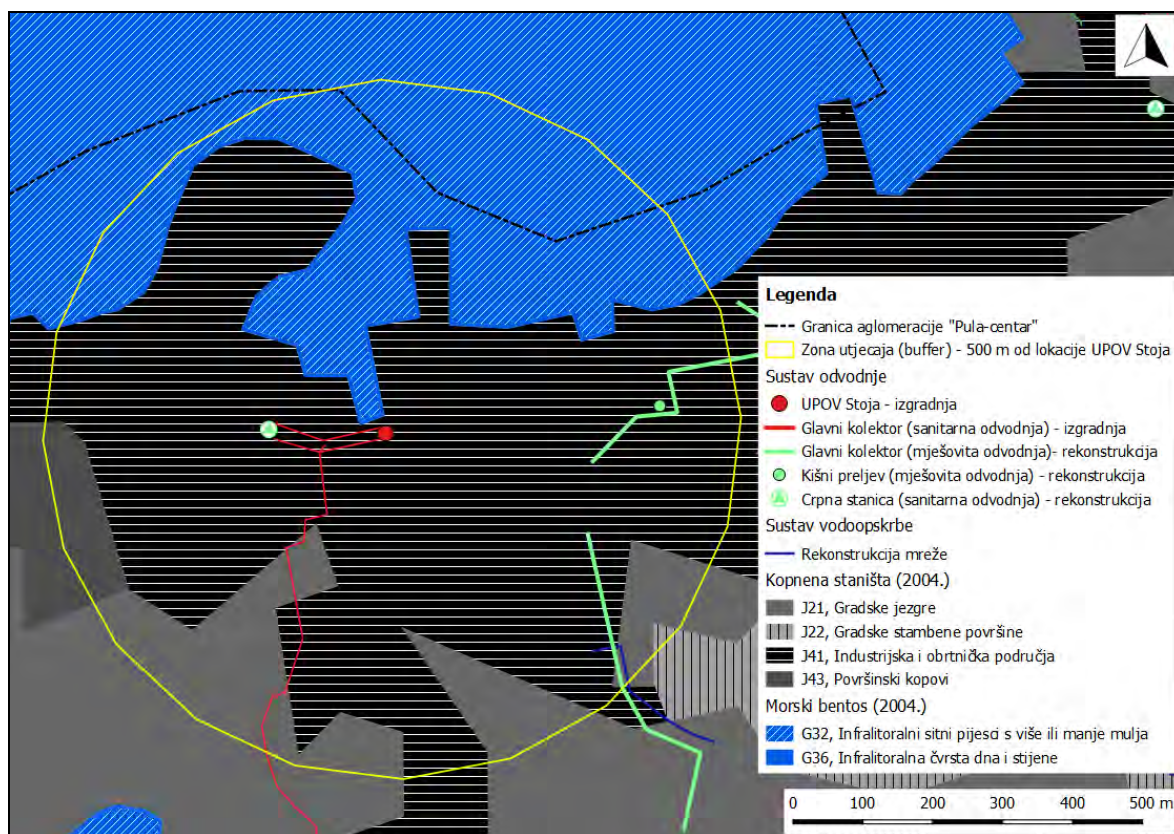 Legenda
Granica aglomeracije "Pula-centar"
Zona utjecaja (buffer) - 500 m od lokacije UPOV Stoja
Sustav odvodnje
UPOV Stoja - izgradnja
Glavni kolektor (sanitarna odvodnja) - izgradnja
Glavni kolektor (mješovita odvodnja)- rekonstrukcija
Kišni preljev (mješovita odvodnja) - rekonstrukcija
Crpna stanica (sanitarna odvodnja) - rekonstrukcija
Sustav vodoopskrbe
Rekonstrukcija mreže
Kopnena staništa (2004.)
J21, Gradske jezgre
J22, Gradske stambene površine
J41, Industrijska i obrtnička područja
J43, Površinski kopovi
Morski bentos (2004.)
G32, Infralitoralni sitni pijesci s više ili manje mulja
G36, Infralitoralna čvrsta dna i stijene
0 100 200 300 400 500 m